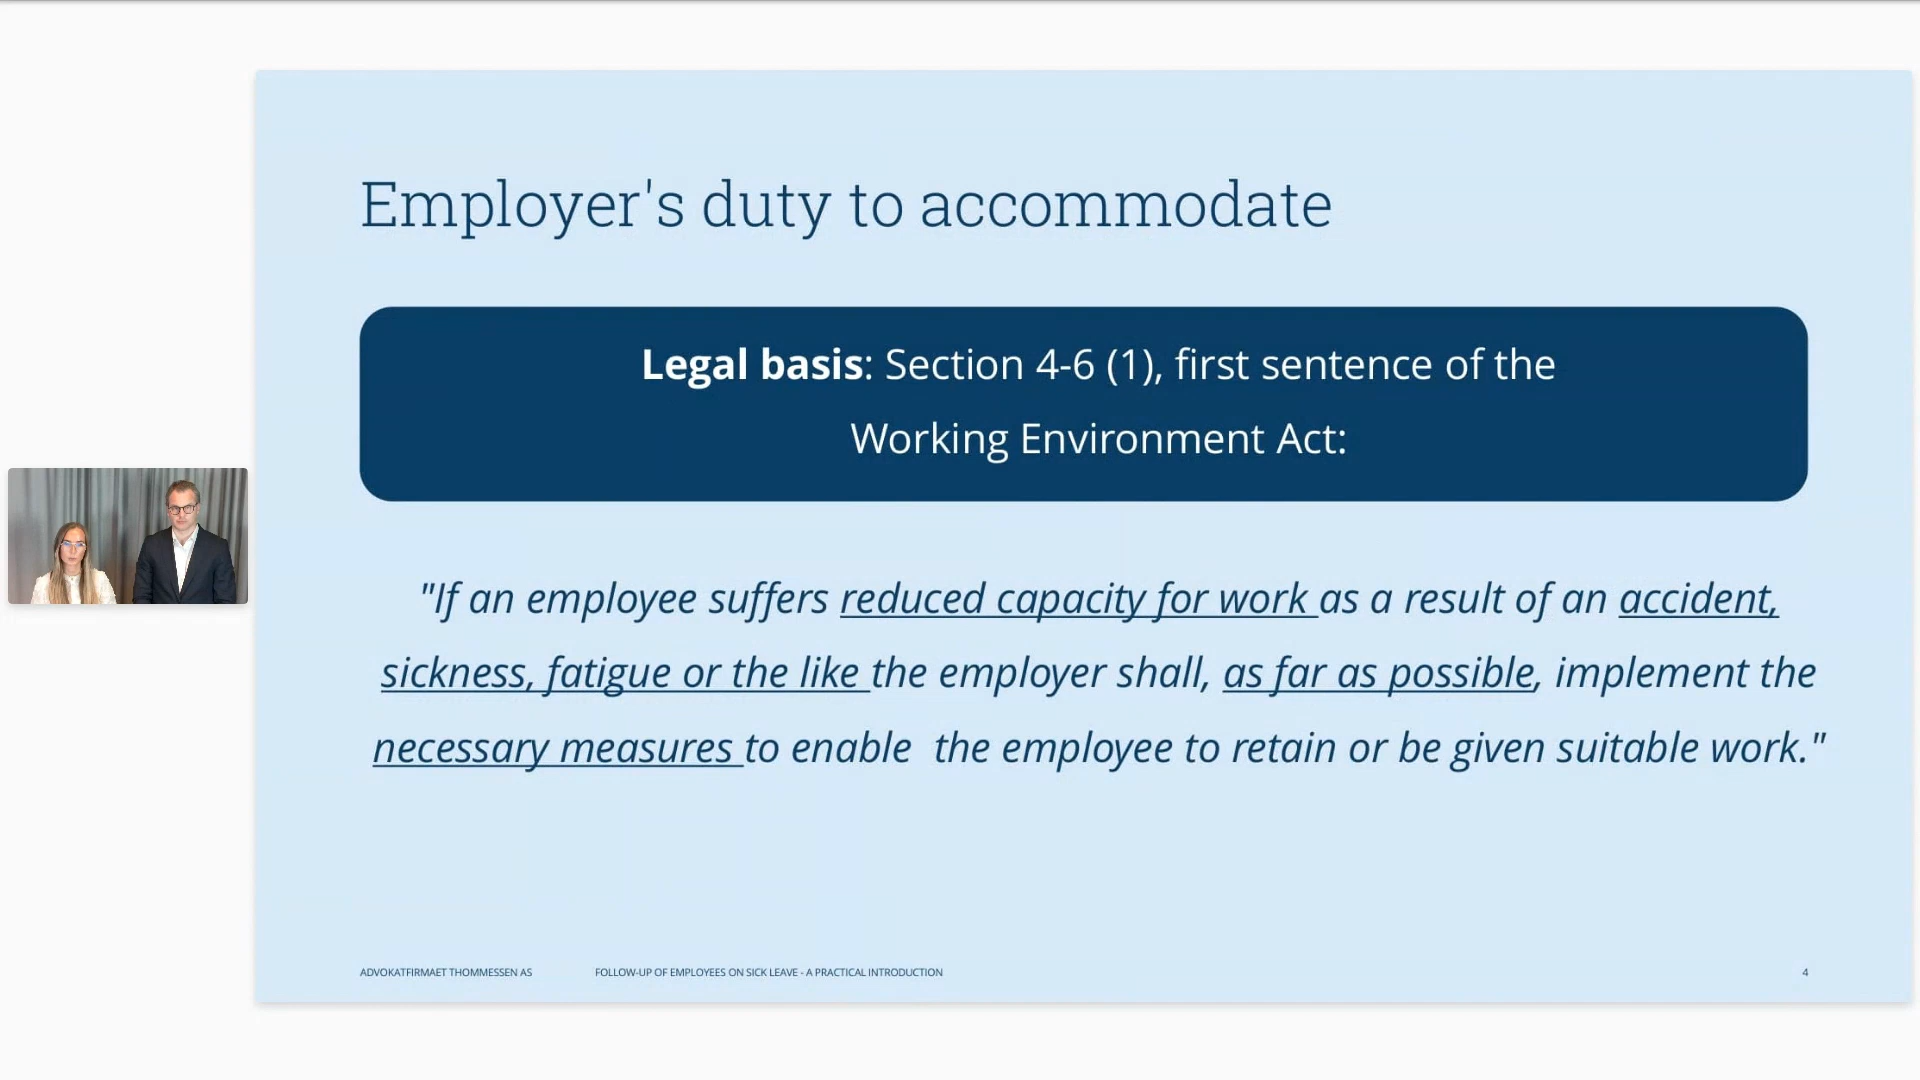 Employer's duty to accommodate
Legal basis: Section 4-6 (1), first sentence of the
Working Environment Act:
"If an employee suffers reduced capacity for work as a result of an accident,
sickness, fatigue or the like the employer shall, as far as possible, implement the
necessary measures to enable  the employee to retain or be given suitable work."
ADVOKATFIRMAET THOMMESSEN AS
FOLLOW-UP OF EMPLOYEES ON SICK LEAVE - A PRACTICAL INTRODUCTION
4